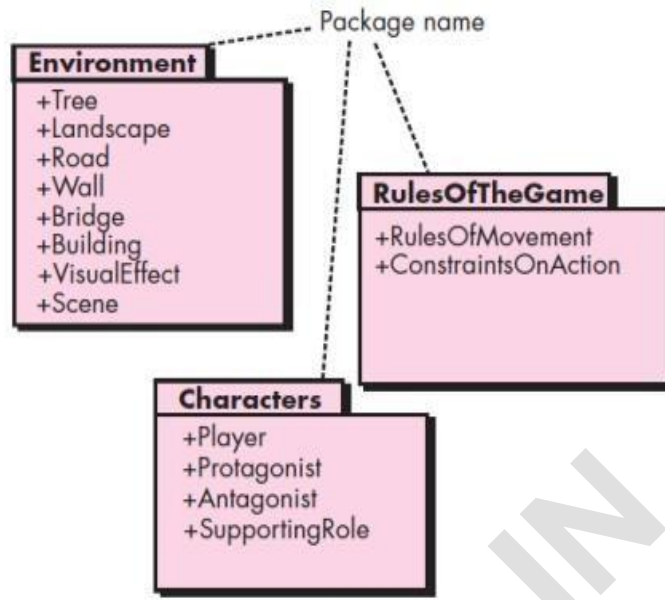 Package name
Environment
+Tree
+Landscape
+Road
+Wall
+Bridge
+Building
+VisualEffect
+Scene
RulesOfTheGame
+RulesOfMovement
+ConstraintsOnAction
Characters
+Player
+Protagonist
+Antagonist
+SupportingRole
IN